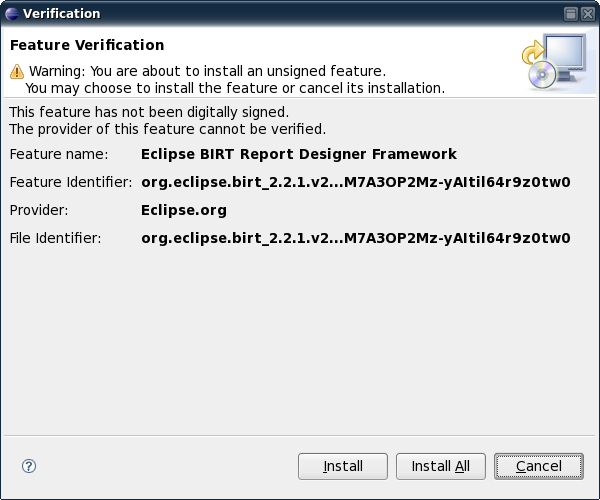 Verification
Feature Verification
Warning: You are about to install an unsigned feature.
You may choose to install the feature or cancel its installation.
This feature has not been digitally signed.
The provider of this feature cannot be verified.
Feature name: Eclipse BIRT Report Designer Framework
Feature Identifier: org.eclipse.birt_2.2.1.v2...M7A3OP2Mz-yAItil64r9z0tw0
Provider: Eclipse.org
File Identifier: org.eclipse.birt_2.2.1.v2...M7A3OP2Mz-yAItil64r9z0tw0
? Install Install All Cancel